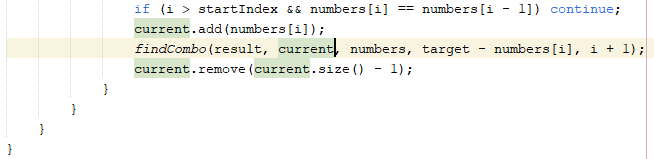 if (i > startIndex && numbers[i] == numbers[i - 1]) continue;
current.add(numbers[i]);
findCombo(result, current, numbers, target - numbers[i], i + 1);
current.remove(current.size() - 1);
}
}
}
}